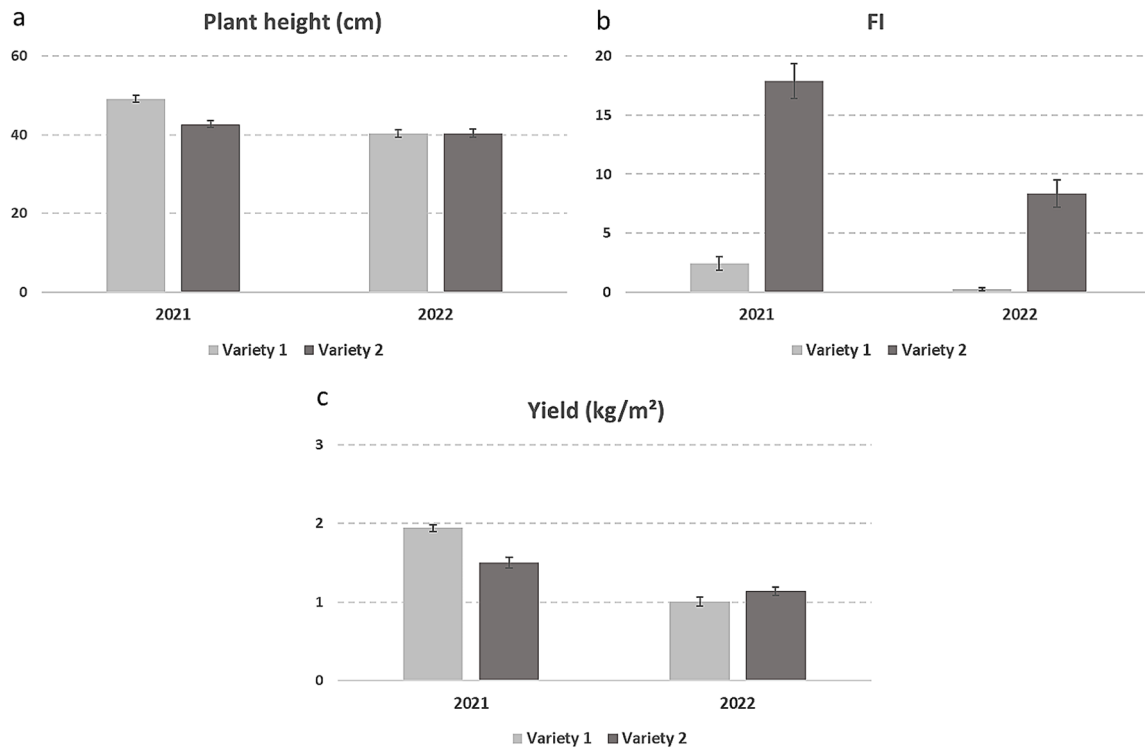 a
Plant height (cm)
60
40
20
0
2021 2022
Variety 1 Variety 2
b
FI
20
15
10
5
0
2021 2022
Variety 1 Variety 2
c
Yield (kg/m²)
3
2
1
0
2021 2022
Variety 1 Variety 2